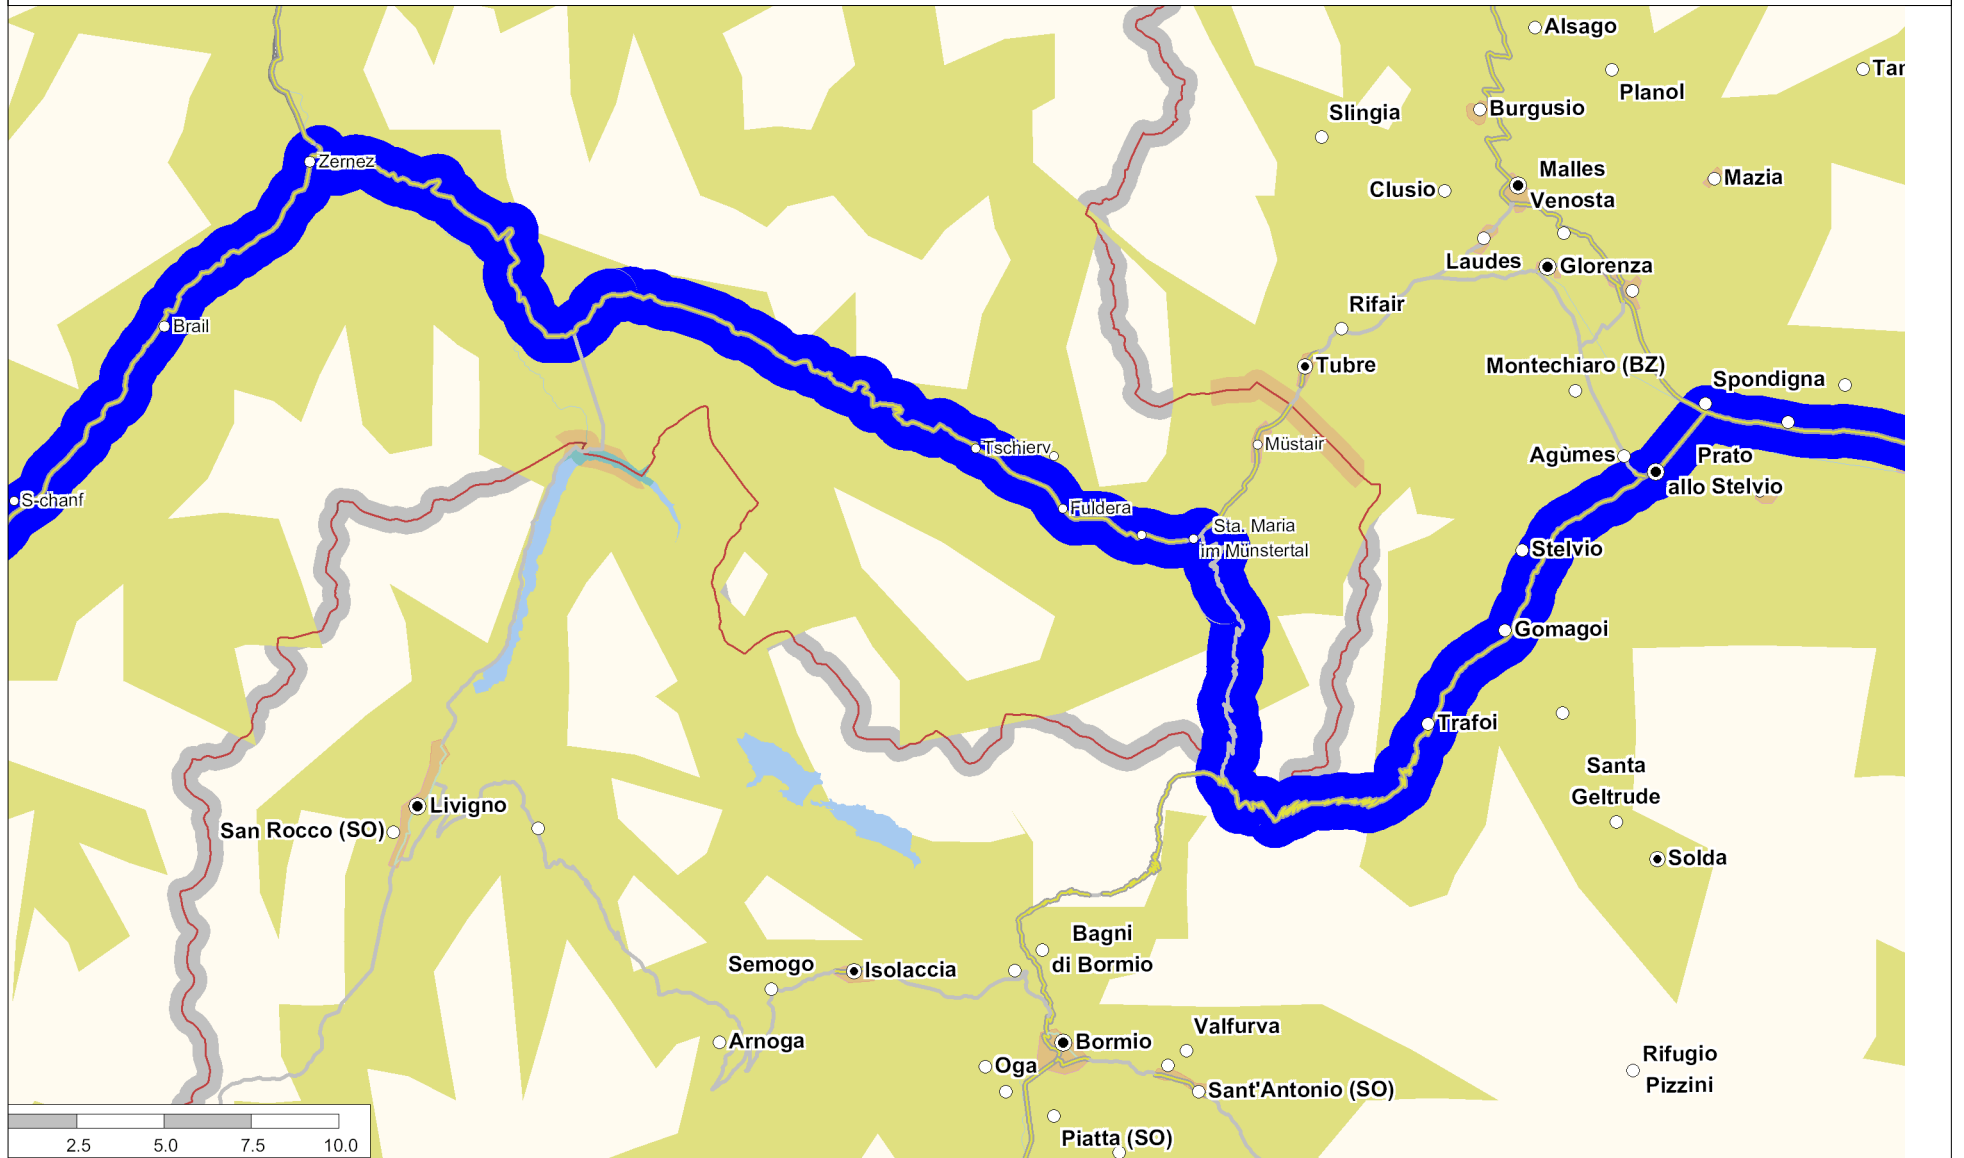 Alsago
Tar
Planol
Slingia
Burgusio
Zernez
Malles
Venosta
Mazia
Clusio
Laudes
Glorenza
Rifair
Brail
Tubre
Montechiaro (BZ)
Spondigna
Müstair
Tschierv
Agùmes
Prato
allo Stelvio
S-chanf
Fuldera
Sta. Maria
im Münstertal
Stelvio
Gomagoi
Trafoi
Santa
Geltrude
Livigno
San Rocco (SO)
Solda
Bagni
di Bormio
Semogo
Isolaccia
Valfurva
Arnoga
Bormio
Oga
Rifugio
Pizzini
Sant'Antonio (SO)
Piatta (SO)
2.5 5.0 7.5 10.0